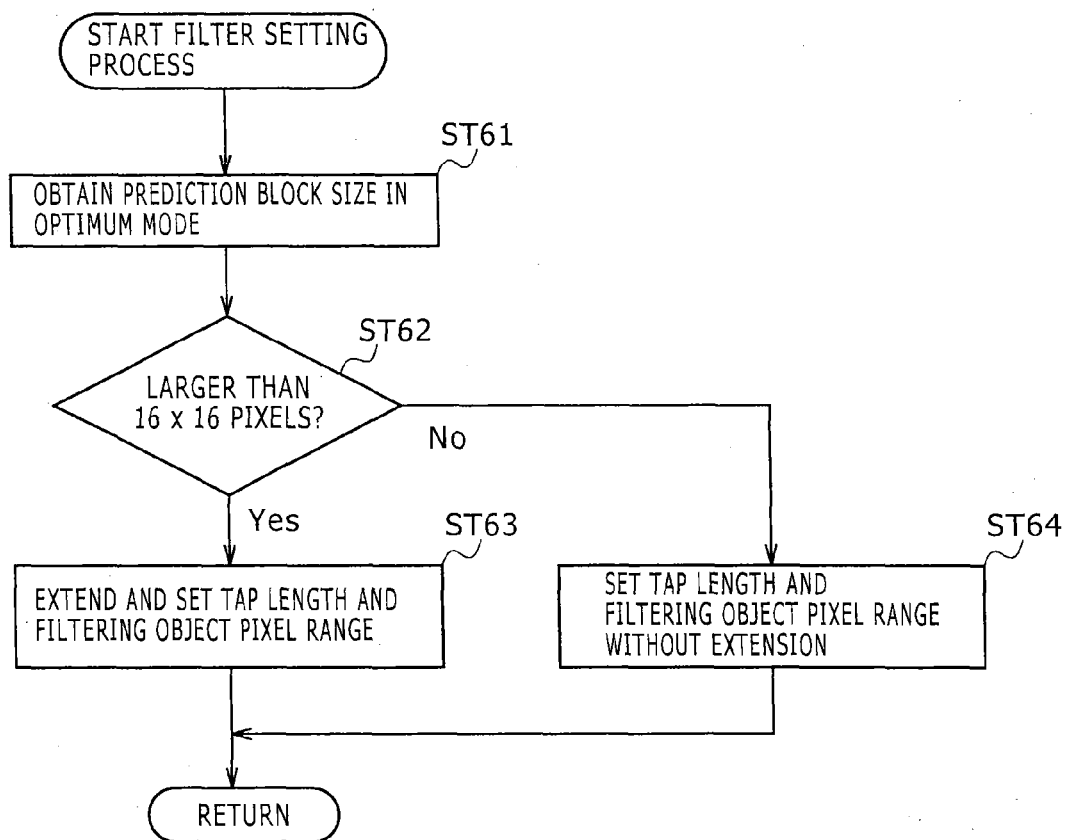 START FILTER SETTING
PROCESS
ST61
OBTAIN PREDICTION BLOCK SIZE IN
OPTIMUM MODE
ST62
LARGER THAN
16 x 16 PIXELS?
No
Yes
ST63
EXTEND AND SET TAP LENGTH AND
FILTERING OBJECT PIXEL RANGE
ST64
SET TAP LENGTH AND
FILTERING OBJECT PIXEL RANGE
WITHOUT EXTENSION
RETURN